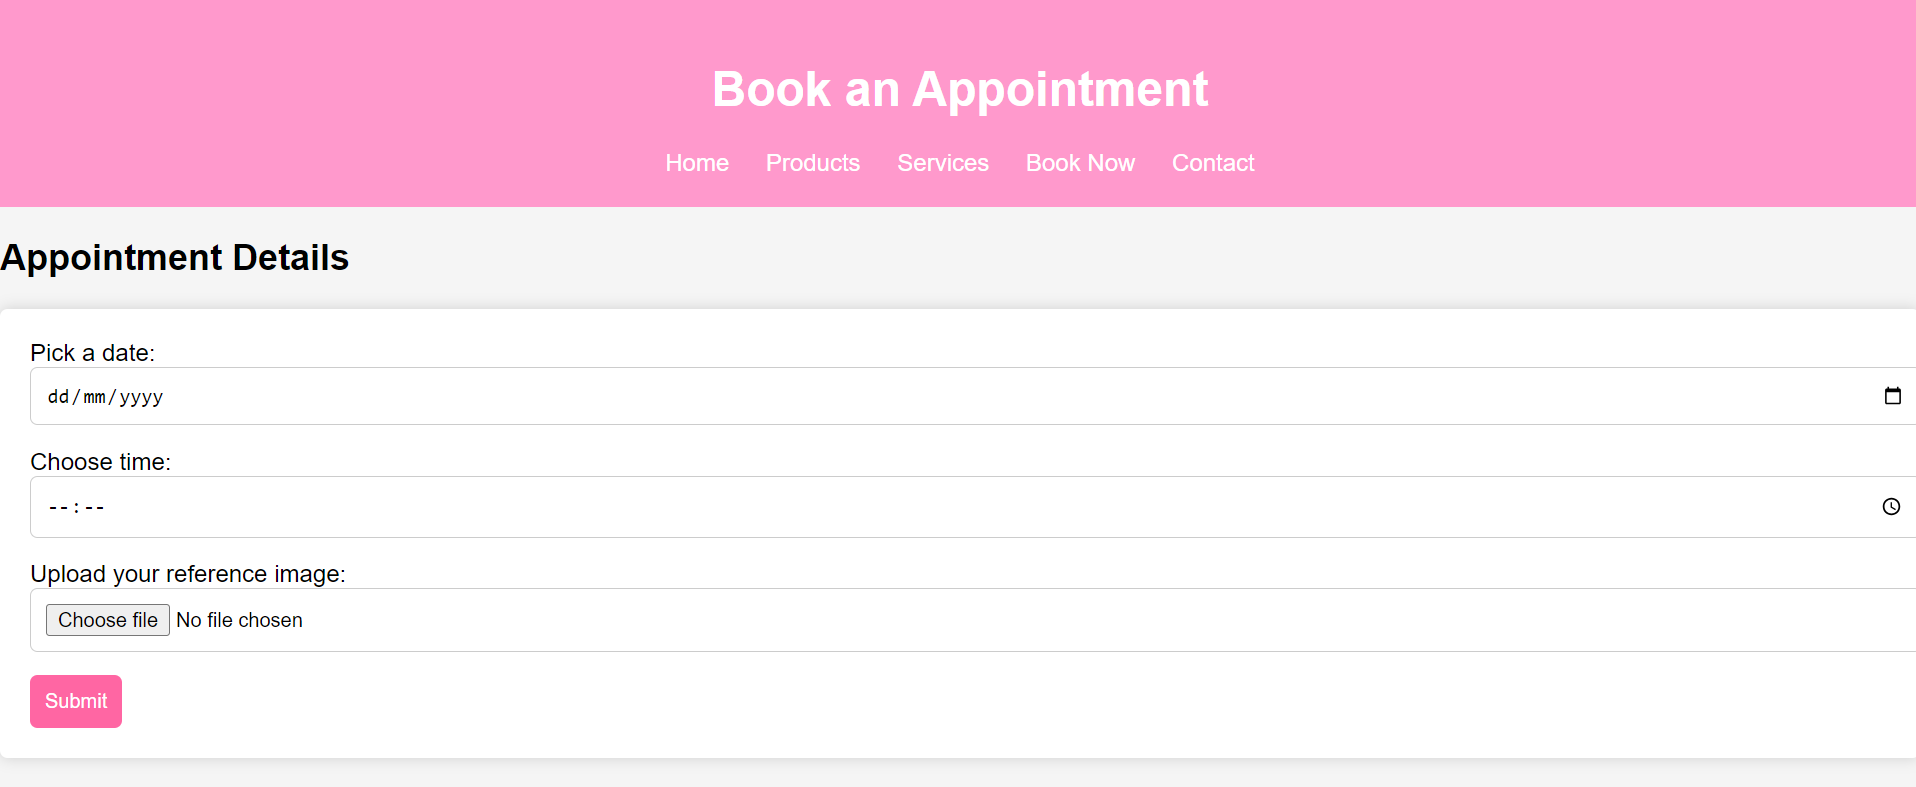 Book an Appointment
Home Products Services Book Now Contact
Appointment Details
Pick a date:
dd/mm/yyyy
Choose time:
--:--
Upload your reference image:
Choose file No file chosen
Submit